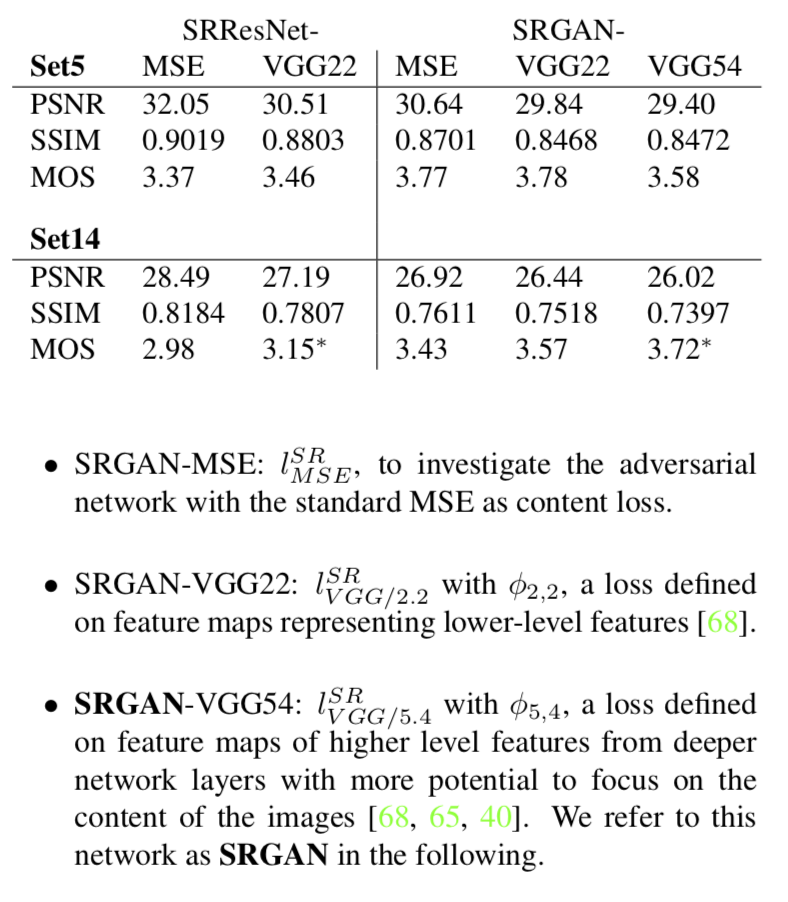 SRResNet- SRGAN-
Set5 MSE VGG22 MSE VGG22 VGG54
PSNR 32.05 30.51 30.64 29.84 29.40
SSIM 0.9019 0.8803 0.8701 0.8468 0.8472
MOS 3.37 3.46 3.77 3.78 3.58
Set14
PSNR 28.49 27.19 26.92 26.44 26.02
SSIM 0.8184 0.7807 0.7611 0.7518 0.7397
MOS 2.98 3.15* 3.43 3.57 3.72*
• SRGAN-MSE: $l^{SR}_{MSE}$, to investigate the adversarial
network with the standard MSE as content loss.
• SRGAN-VGG22: $l^{SR}_{VGG/2.2}$ with $\phi_{2,2}$, a loss defined
on feature maps representing lower-level features [68].
• SRGAN-VGG54: $l^{SR}_{VGG/5.4}$ with $\phi_{5,4}$, a loss defined
on feature maps of higher level features from deeper
network layers with more potential to focus on the
content of the images [68, 65, 40]. We refer to this
network as SRGAN in the following.